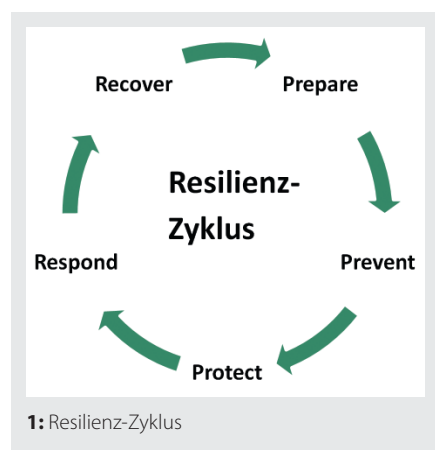 Recover
Prepare
Resilienz-
Zyklus
Respond
Prevent
Protect
1: Resilienz-Zyklus